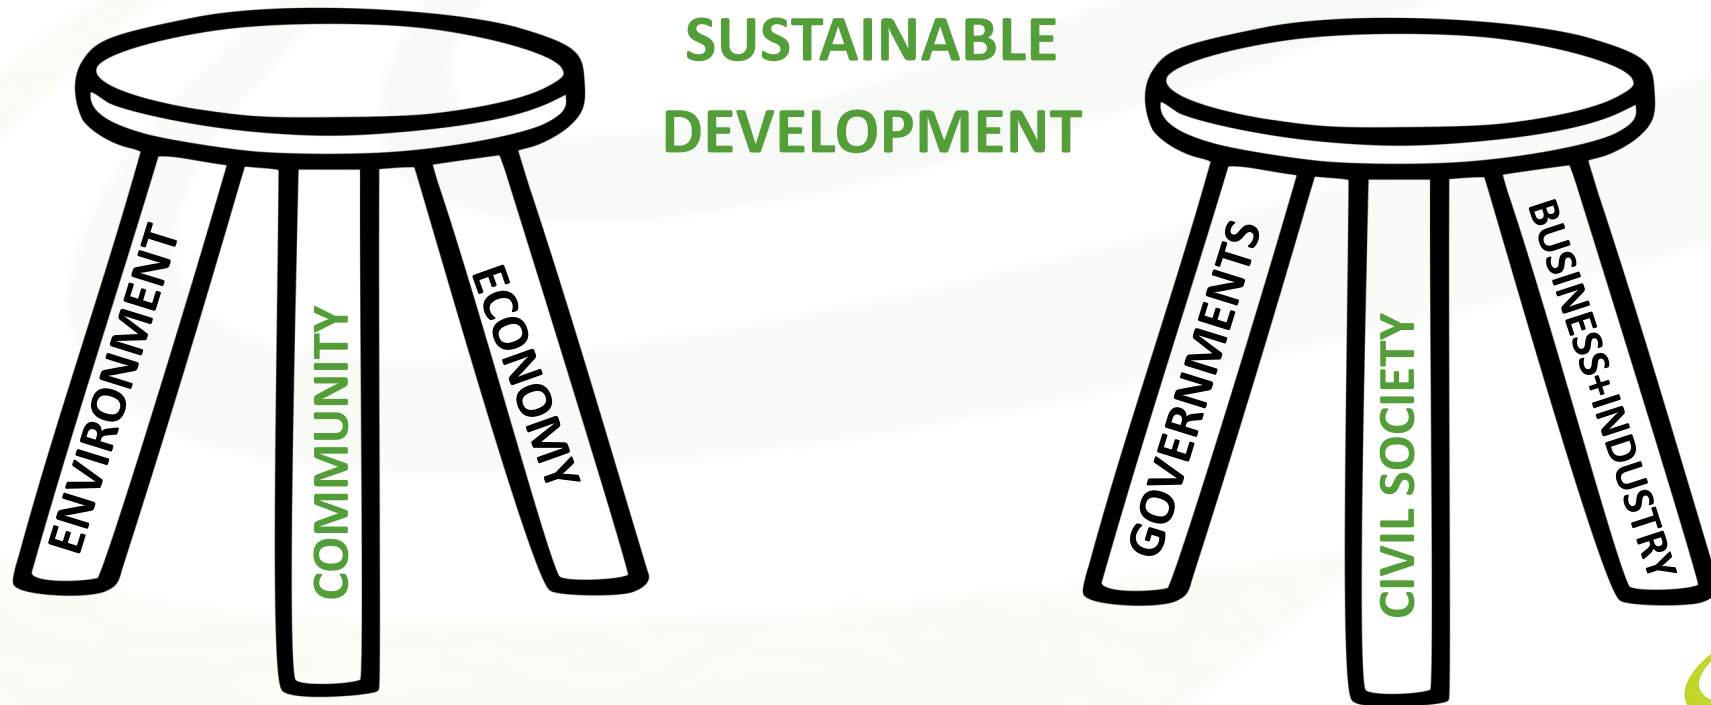 SUSTAINABLE
DEVELOPMENT
ENVIRONMENT
COMMUNITY
ECONOMY
GOVERNMENTS
CIVIL SOCIETY
BUSINESS+INDUSTRY